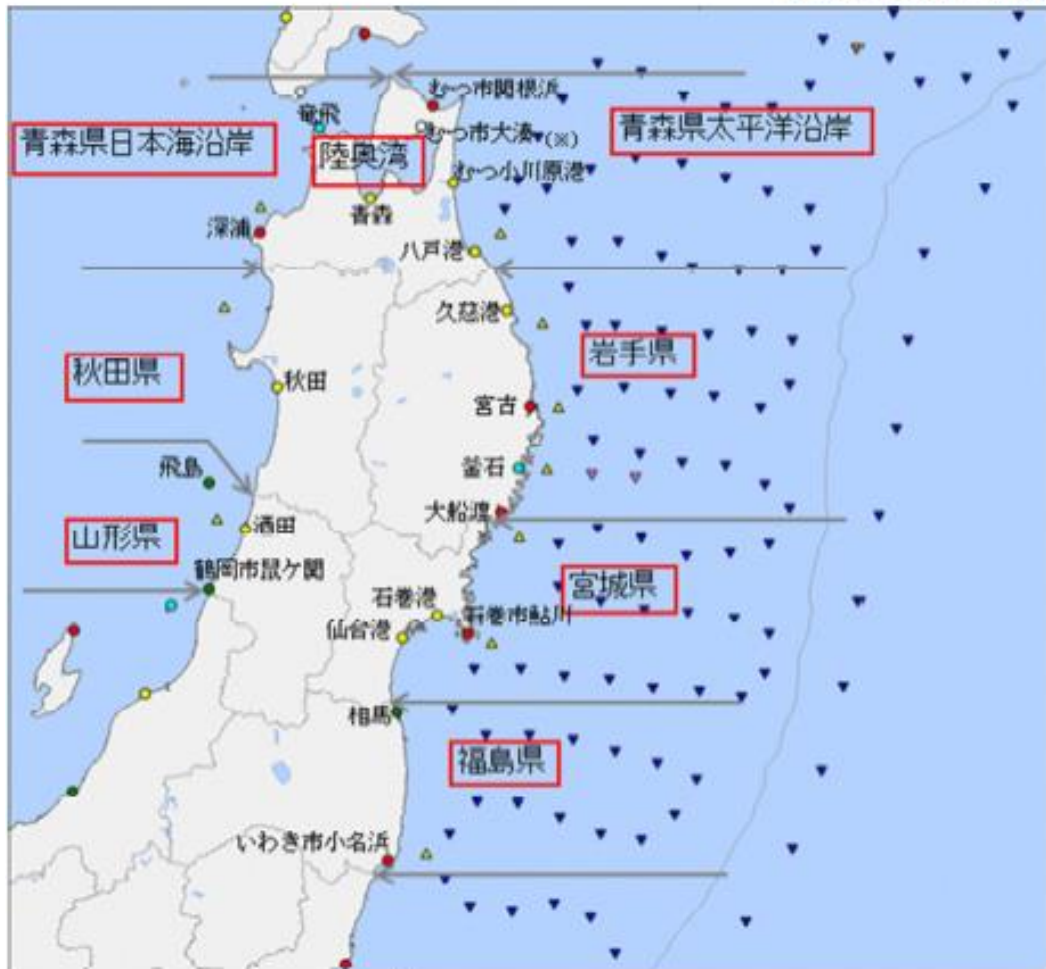 むつ市関根浜
竜飛
むつ市大湊(※)
青森県太平洋沿岸
青森県日本海沿岸
陸奥湾
むつ小川原港
青森
深浦
八戸港
久慈港
岩手県
秋田県
秋田
宮古
飛島
釜石
大船渡
酒田
山形県
鶴岡市鼠ケ関
宮城県
石巻港
石巻市鮎川
仙台港
相馬
福島県
いわき市小名浜